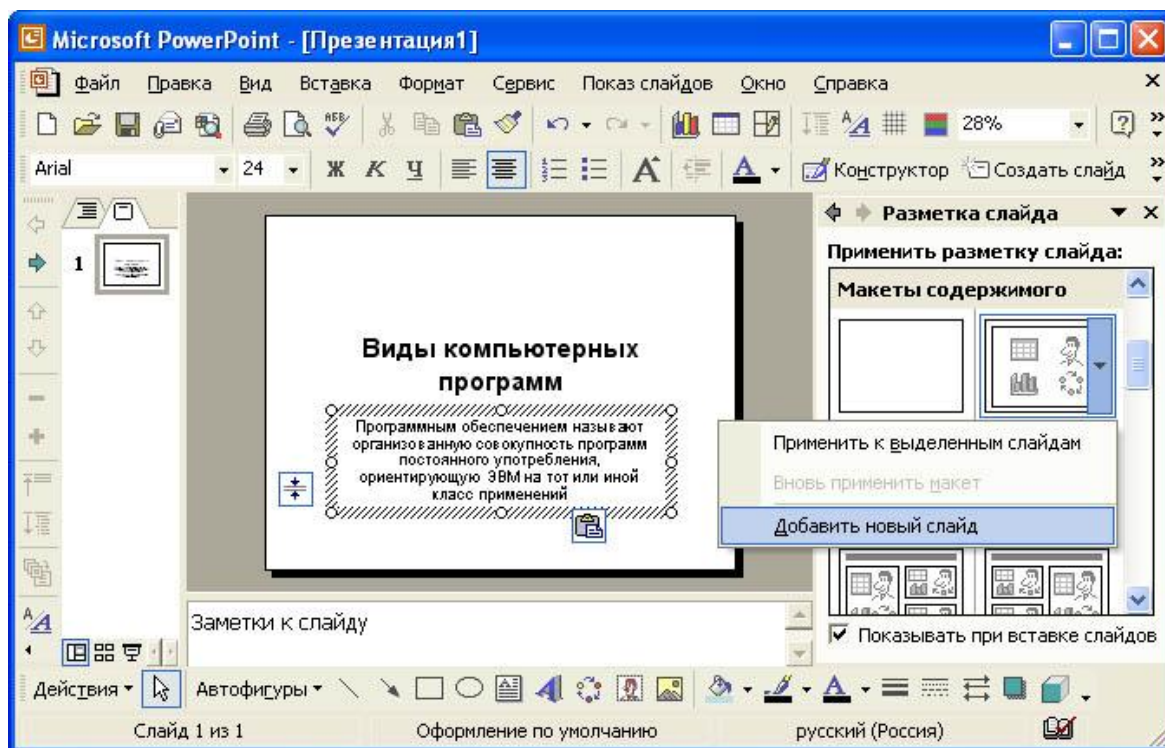 Microsoft PowerPoint - [Презентация1]
Файл Правка Вид Вставка Формат Сервис Показ слайдов Окно Справка
28%
Arial 24 Ж К Ч Конструктор Создать слайд
Разметка слайда
1
Применить разметку слайда:
Макеты содержимого
Виды компьютерных
программ
Программным обеспечением называют
организованную совокупность программ
постоянного употребления,
ориентирующую ЭВМ на тот или иной
класс применений
Применить к выделенным слайдам
Вновь применить макет
Добавить новый слайд
Заметки к слайду
Показывать при вставке слайдов
Действия Автофигуры
Слайд 1 из 1 Оформление по умолчанию русский (Россия)